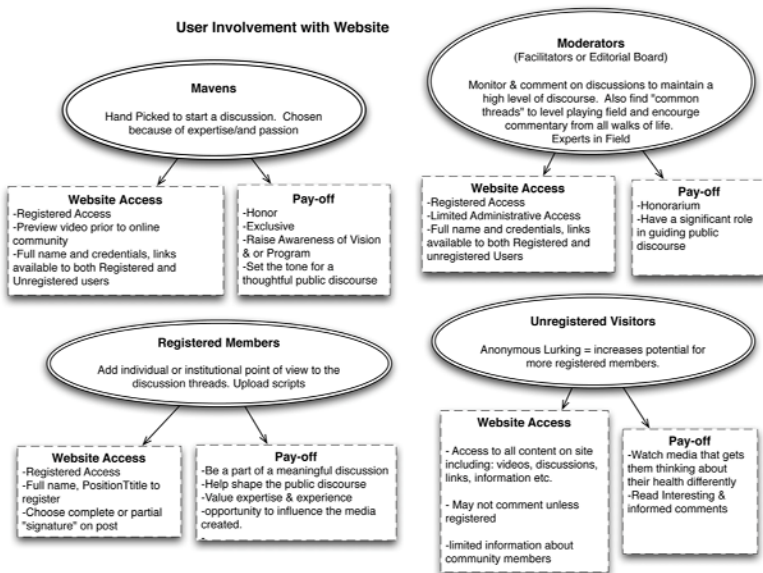 User Involvement with Website
Mavens
Hand Picked to start a discussion.  Chosen
because of expertise/and passion
Website Access
-Registered Access
-Preview video prior to online
community
-Full name and credentials, links
available to both Registered and
Unregistered users
Pay-off
-Honor
-Exclusive
-Raise Awareness of Vision
& or Program
-Set the tone for a
thoughtful public discourse
Moderators
(Facilitators or Editorial Board)
Monitor & comment on discussions to maintain a
high level of discourse.  Also find "common
threads" to level playing field and encourge
commentary from all walks of life.
Experts in Field
Website Access
-Registered Access
-Limited Administrative Access
-Full name and credentials, links
available to both Registered and
unregistered Users
Pay-off
-Honorarium
-Have a significant role
in guiding public
discourse
Registered Members
Add individual or institutional point of view to the
discussion threads. Upload scripts
Website Access
-Registered Access
-Full name, PositionTtitle to
register
-Choose complete or partial
"signature" on post
Pay-off
-Be a part of a meaningful discussion
-Help shape the public discourse
-Value expertise & experience
-opportunity to influence the media
created.
-
Unregistered Visitors
Anonymous Lurking = increases potential for
more registered members.
Website Access
- Access to all content on site
including: videos, discussions,
links, information etc.
- May not comment unless
registered
-limited information about
community members
Pay-off
-Watch media that gets
them thinking about
their health differently
-Read Interesting &
informed comments